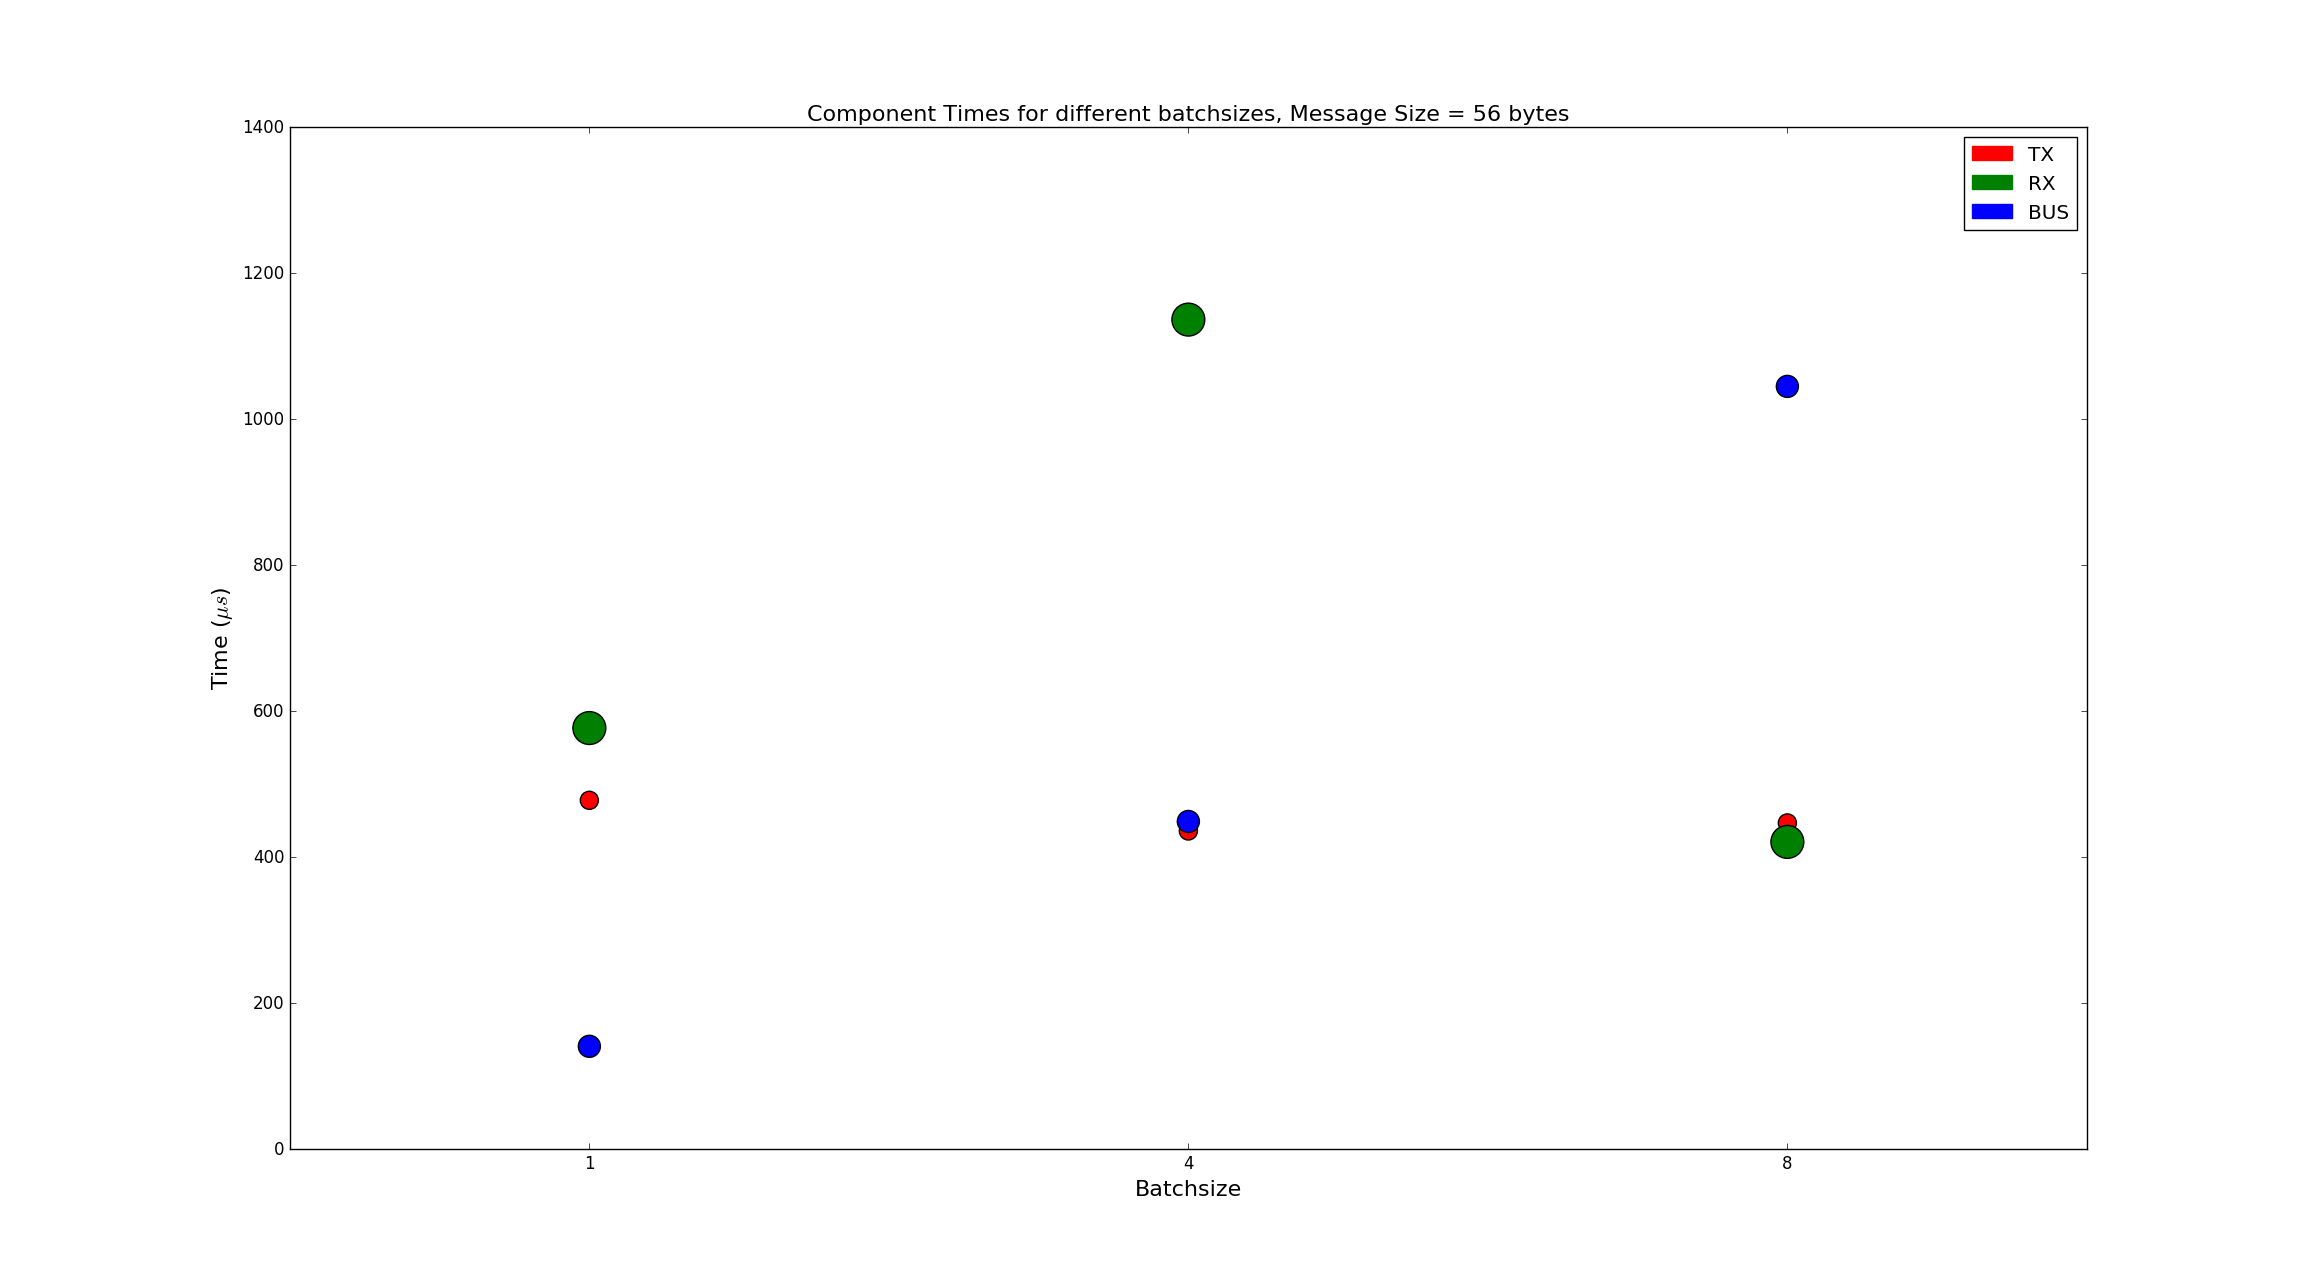 Component Times for different batchsizes, Message Size = 56 bytes
1400
1200
1000
800
600
400
200
0
Time (μs)
TX
RX
BUS
1 4 8
Batchsize